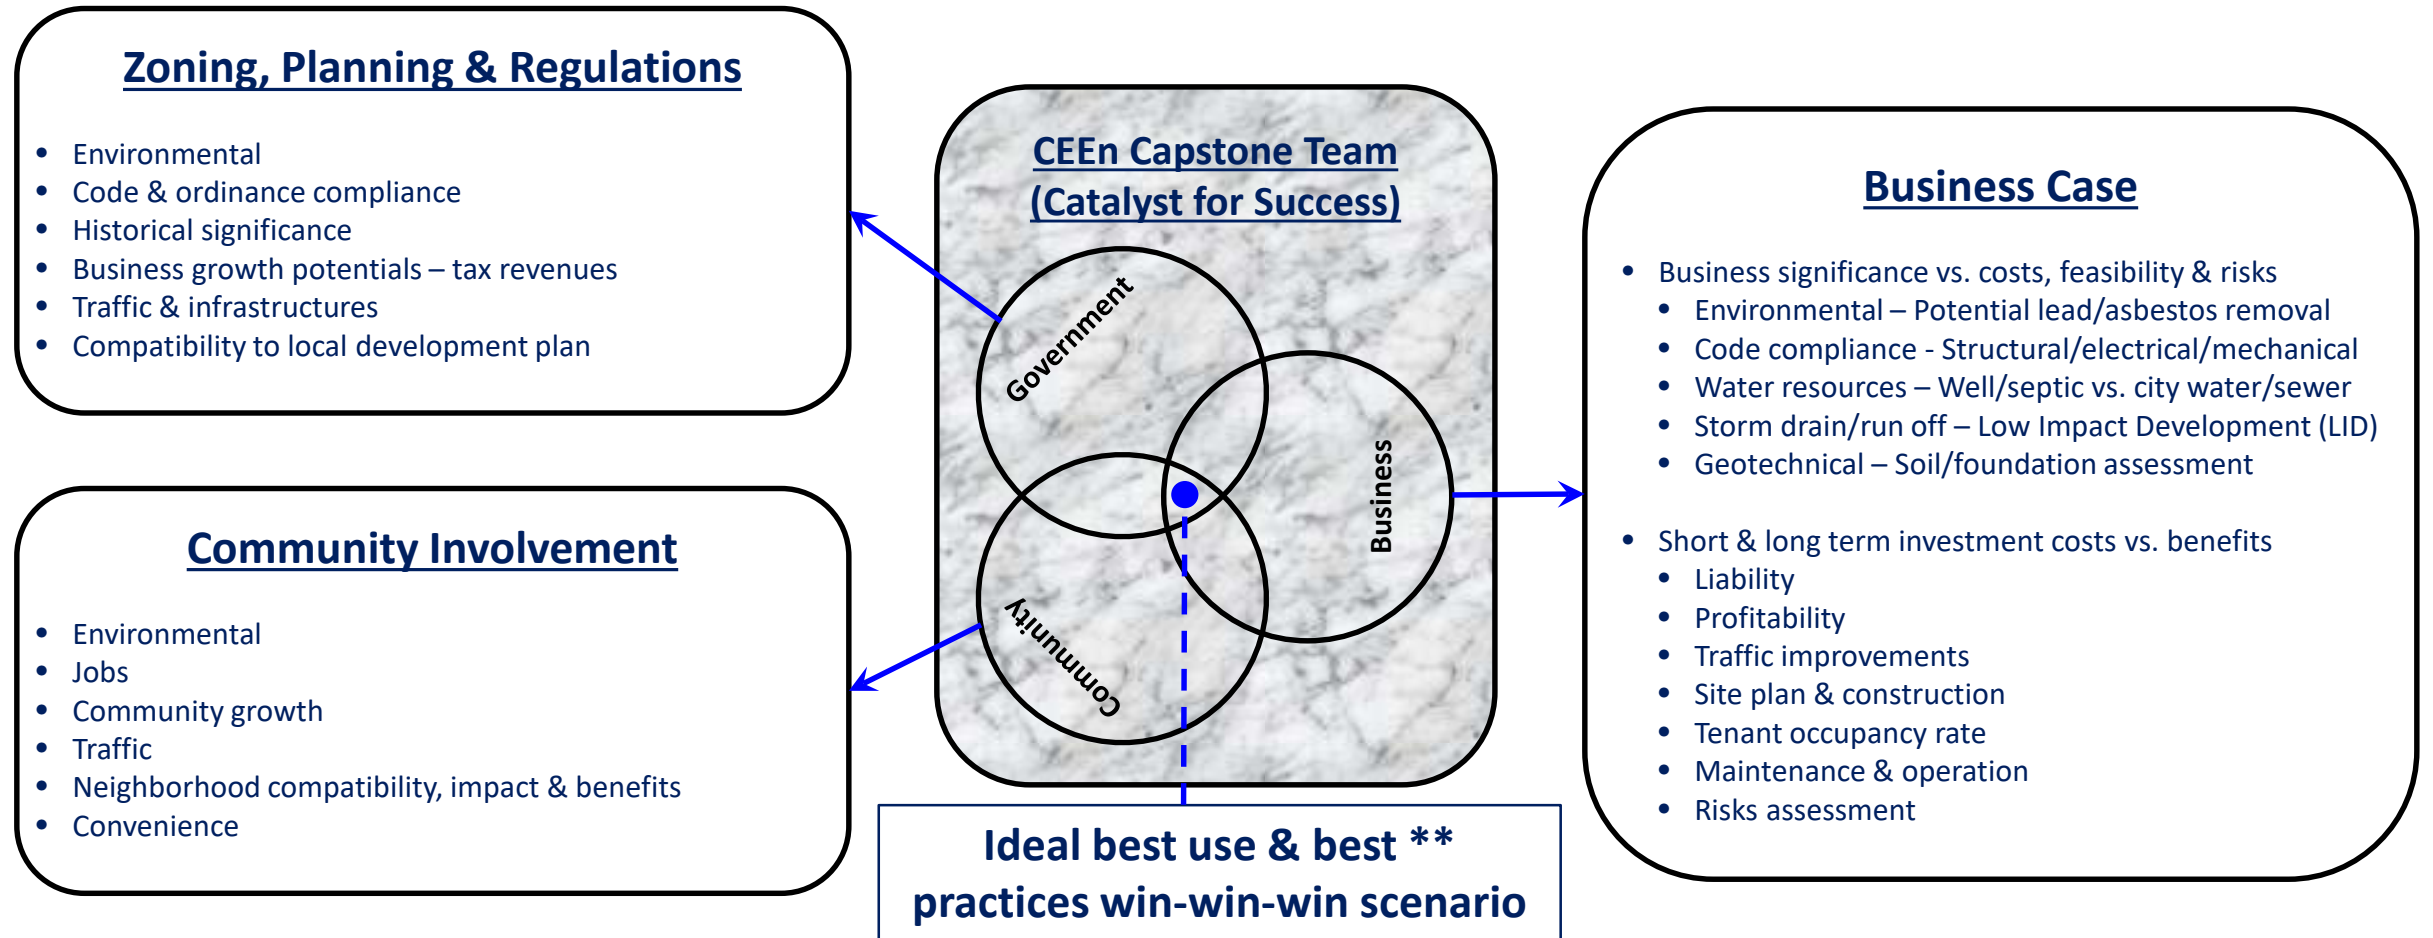 Zoning, Planning & Regulations
• Environmental
• Code & ordinance compliance
• Historical significance
• Business growth potentials – tax revenues
• Traffic & infrastructures
• Compatibility to local development plan
Community Involvement
• Environmental
• Jobs
• Community growth
• Traffic
• Neighborhood compatibility, impact & benefits
• Convenience
CEEn Capstone Team
(Catalyst for Success)
Government
Business
Community
Ideal best use & best **
practices win-win-win scenario
Business Case
• Business significance vs. costs, feasibility & risks
• Environmental – Potential lead/asbestos removal
• Code compliance - Structural/electrical/mechanical
• Water resources – Well/septic vs. city water/sewer
• Storm drain/run off – Low Impact Development (LID)
• Geotechnical – Soil/foundation assessment
• Short & long term investment costs vs. benefits
• Liability
• Profitability
• Traffic improvements
• Site plan & construction
• Tenant occupancy rate
• Maintenance & operation
• Risks assessment